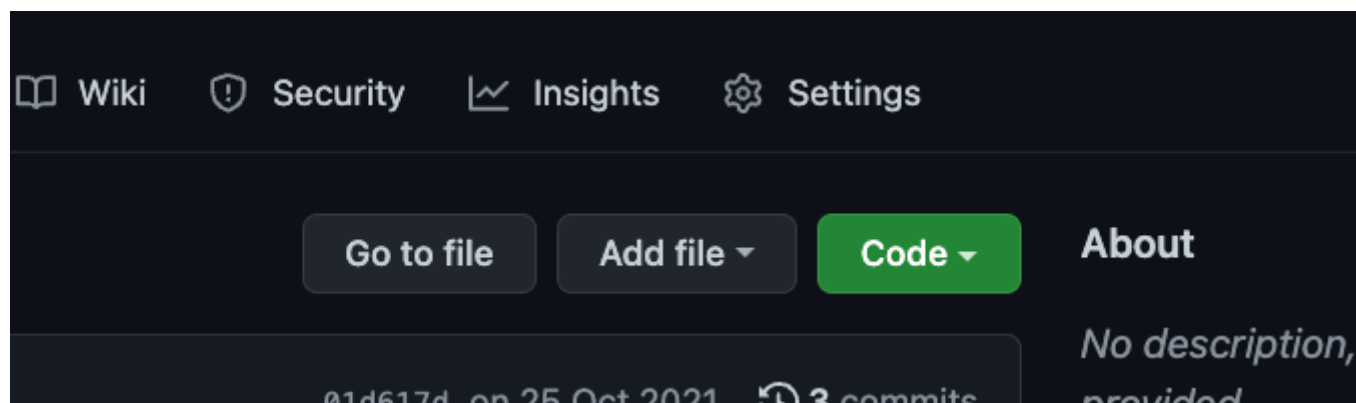 Wiki Security Insights Settings
Go to file Add file Code About
No description,
01d617d on 25 Oct 2021 3 commits provided